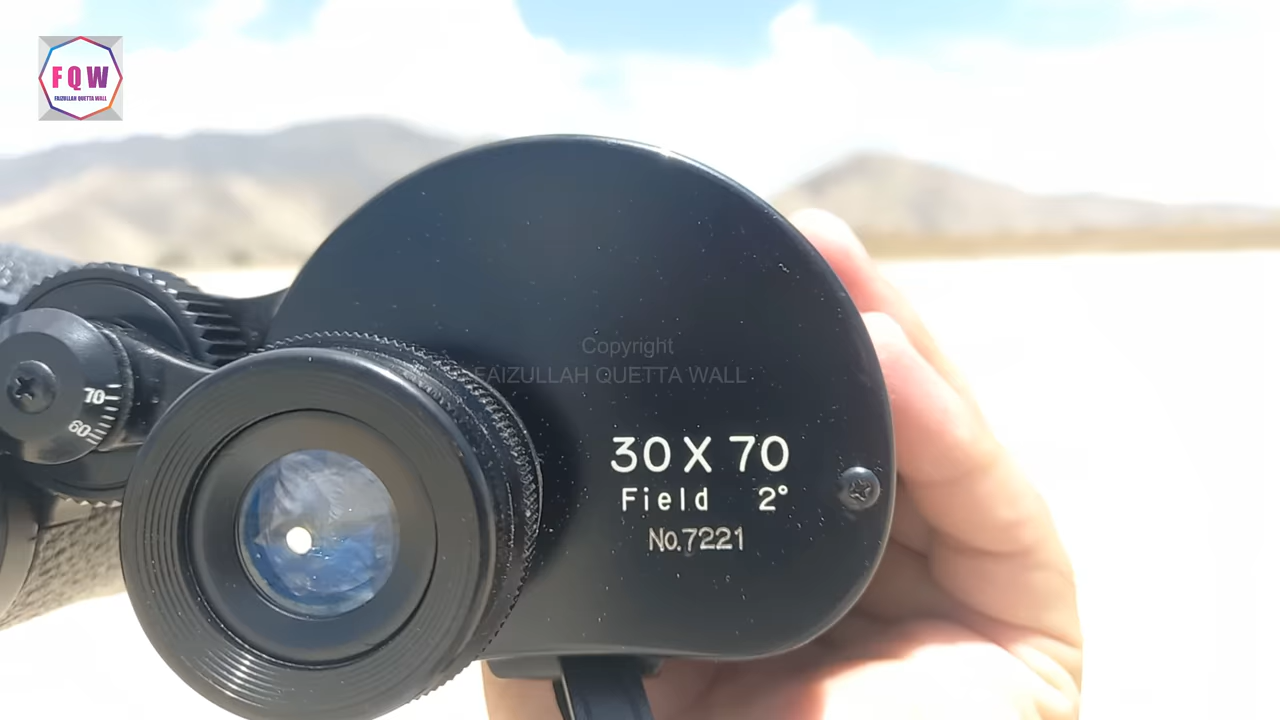 FQW
FAIZULLAH QUETTA WALL
Copyright
FAIZULLAH QUETTA WALL
70
60
30 X 70
Field 2°
No.7221